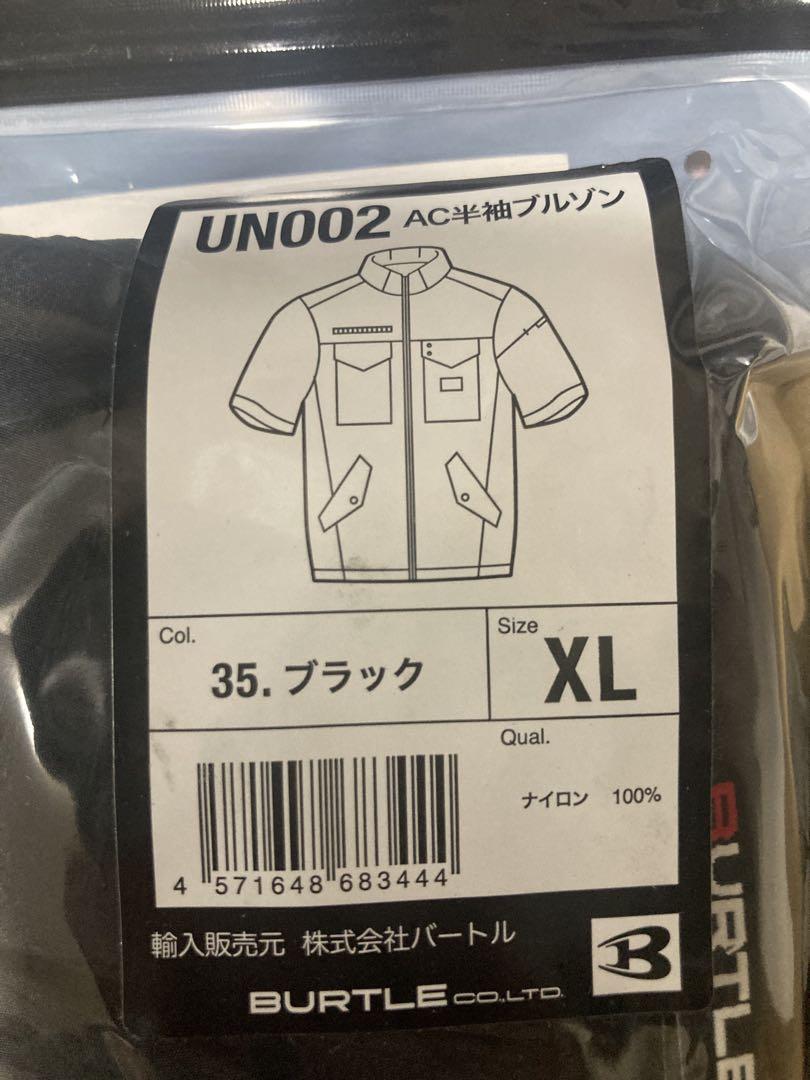 UN002 AC半袖ブルゾン
Col.
35. ブラック
Size
XL
Qual.
ナイロン 100%
4 571648 683444
輸入販売元 株式会社バートル
B
BURTLE CO.,LTD.
BURTLE